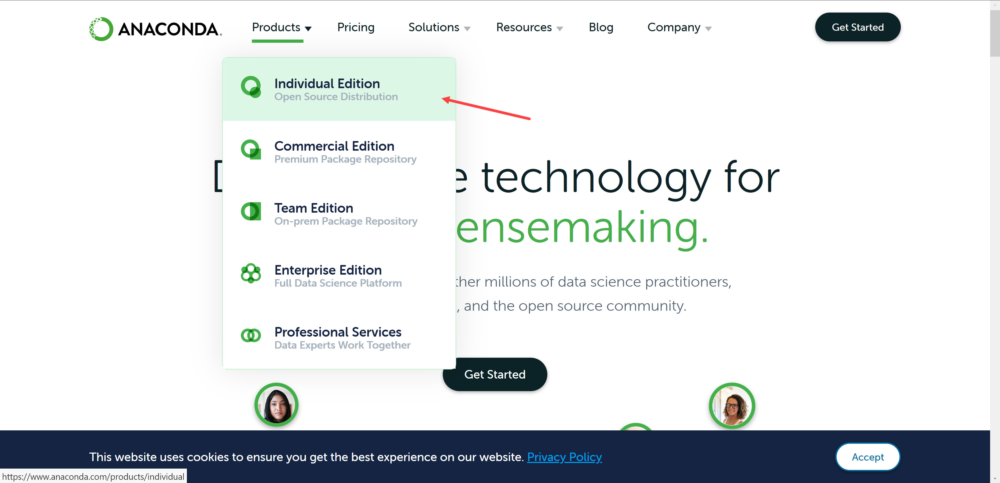 ANACONDA®
Products Pricing Solutions Resources Blog Company Get Started
Individual Edition
Open Source Distribution
Commercial Edition
Premium Package Repository
Team Edition
On-prem Package Repository
Enterprise Edition
Full Data Science Platform
Professional Services
Data Experts Work Together
technology for
ensemaking.
ther millions of data science practitioners,
, and the open source community.
Get Started
This website uses cookies to ensure you get the best experience on our website. Privacy Policy
Accept
https://www.anaconda.com/products/individual